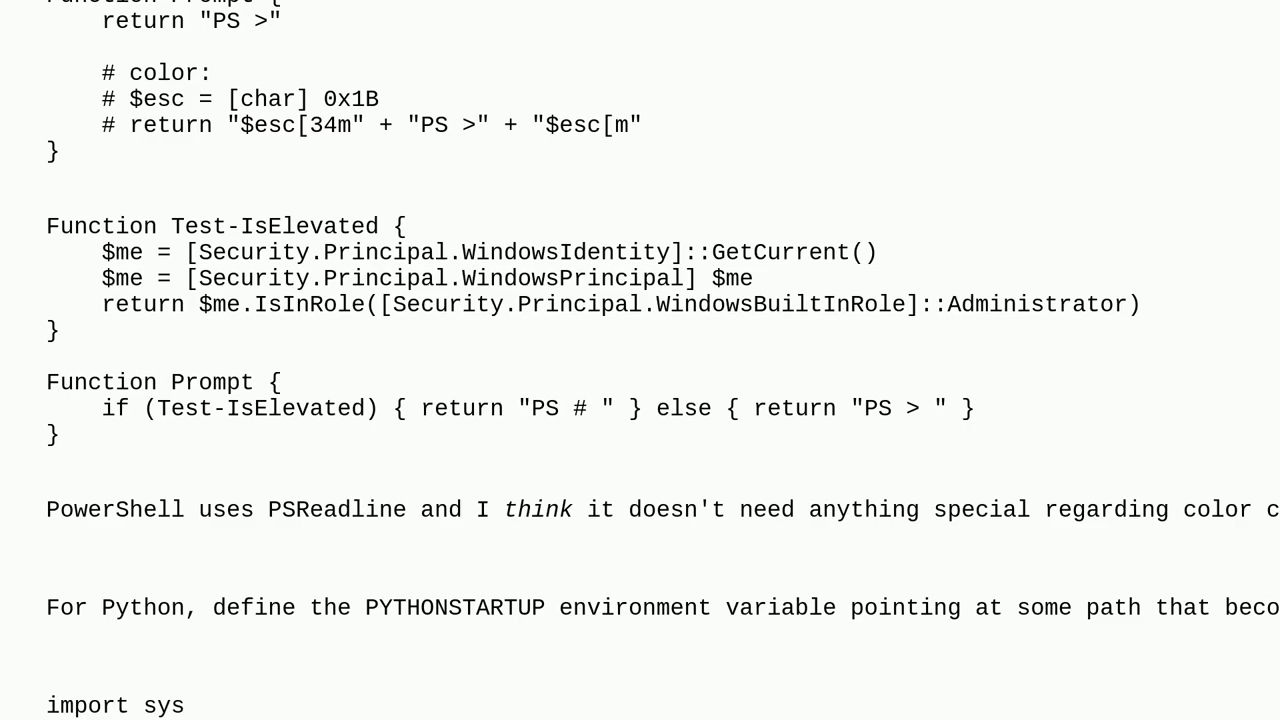 Function Prompt {
    return "PS >"

    # color:
    # $esc = [char] 0x1B
    # return "$esc[34m" + "PS >" + "$esc[m"
}

Function Test-IsElevated {
    $me = [Security.Principal.WindowsIdentity]::GetCurrent()
    $me = [Security.Principal.WindowsPrincipal] $me
    return $me.IsInRole([Security.Principal.WindowsBuiltInRole]::Administrator)
}

Function Prompt {
    if (Test-IsElevated) { return "PS # " } else { return "PS > " }
}

PowerShell uses PSReadline and I think it doesn't need anything special regarding color c

For Python, define the PYTHONSTARTUP environment variable pointing at some path that beco

import sys